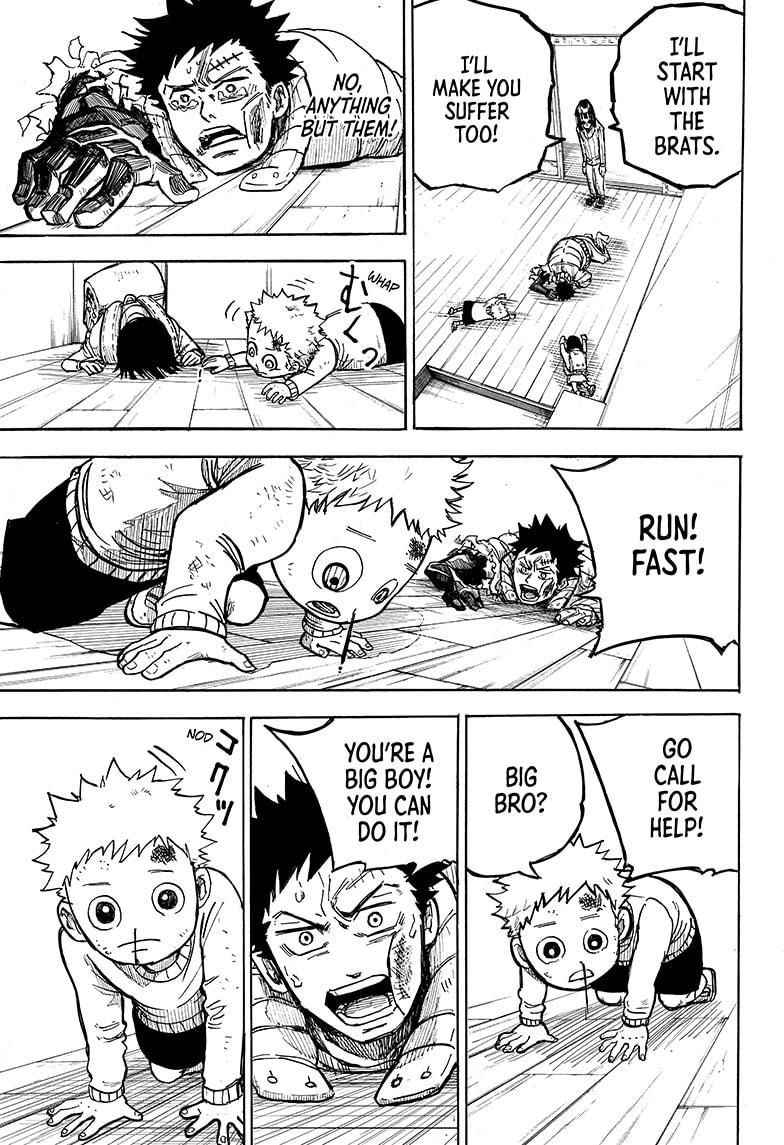 I'LL
START
WITH
THE
BRATS.
I'LL
MAKE YOU
SUFFER
TOO!
NO,
ANYTHING
BUT THEM!
WHAP
むくっ
RUN!
FAST!
GO
CALL
FOR
HELP!
BIG
BRO?
YOU'RE A
BIG BOY!
YOU CAN
DO IT!
NOD
コクッ